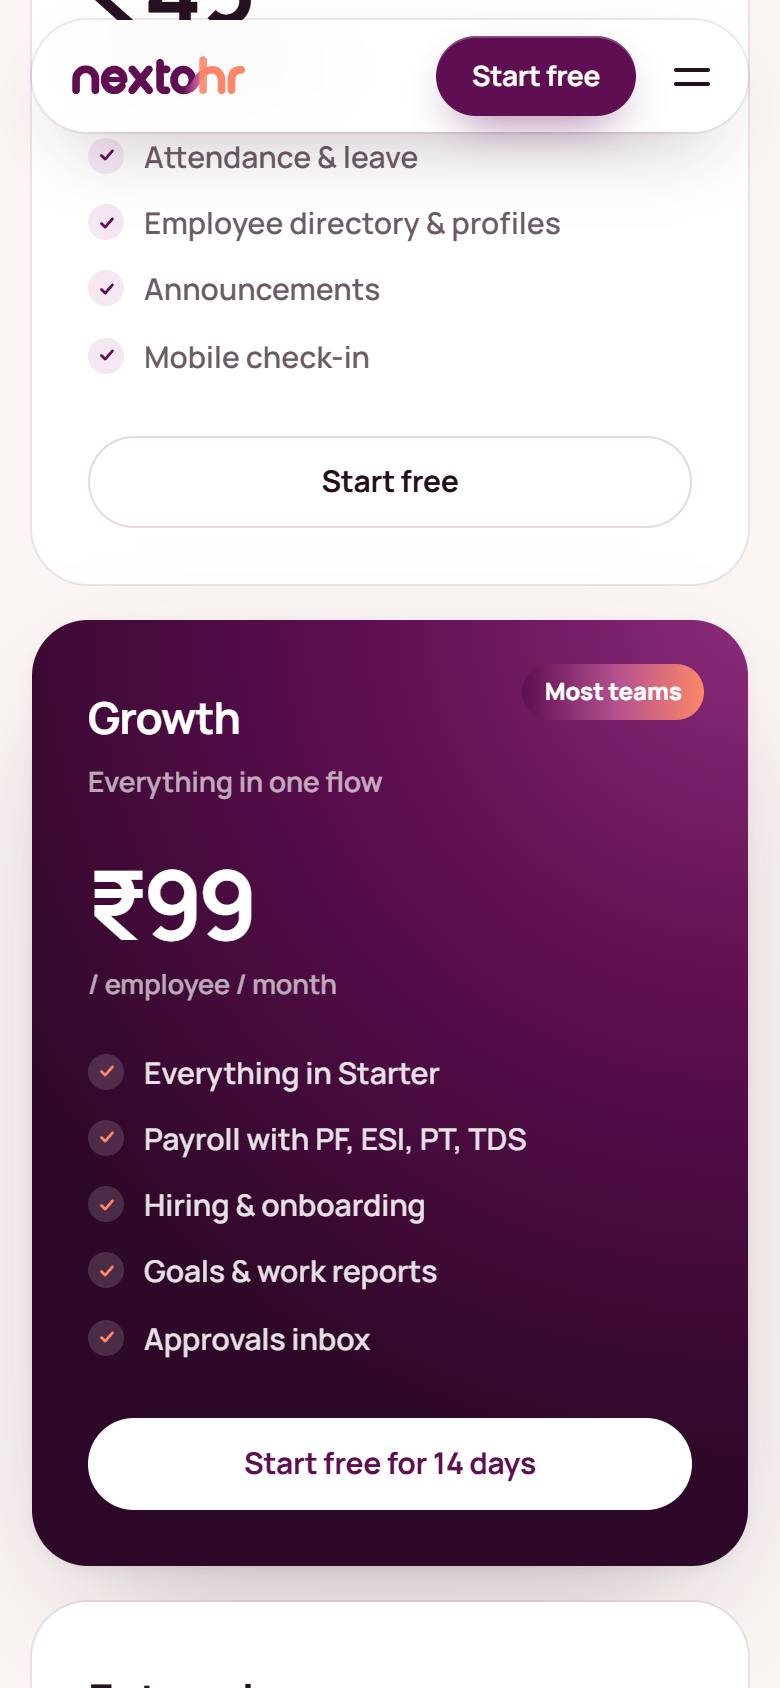 nextohr
Start free
Attendance & leave
Employee directory & profiles
Announcements
Mobile check-in
Start free
Most teams
Growth
Everything in one flow
₹99
/ employee / month
Everything in Starter
Payroll with PF, ESI, PT, TDS
Hiring & onboarding
Goals & work reports
Approvals inbox
Start free for 14 days